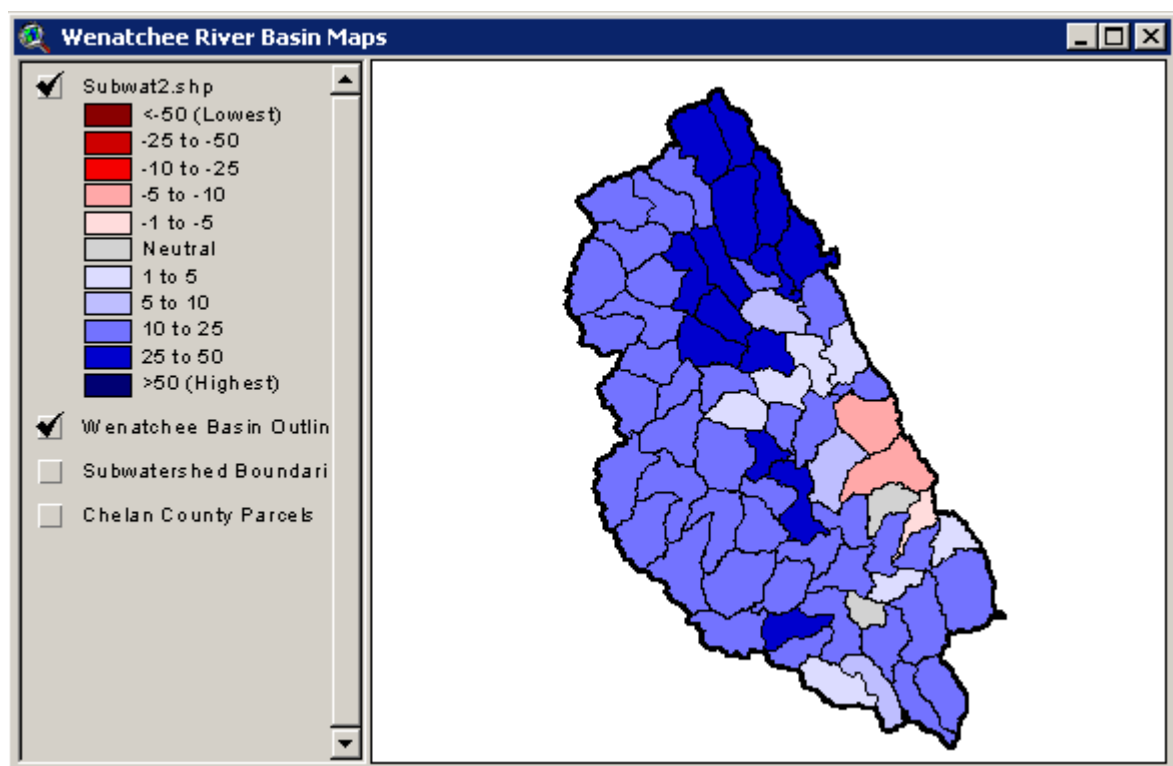 Wenatchee River Basin Maps
Subwat2.shp
<-50 (Lowest)
-25 to -50
-10 to -25
-5 to -10
-1 to -5
Neutral
1 to 5
5 to 10
10 to 25
25 to 50
>50 (Highest)
Wenatchee Basin Outlin
Subwatershed Boundari
Chelan County Parcels